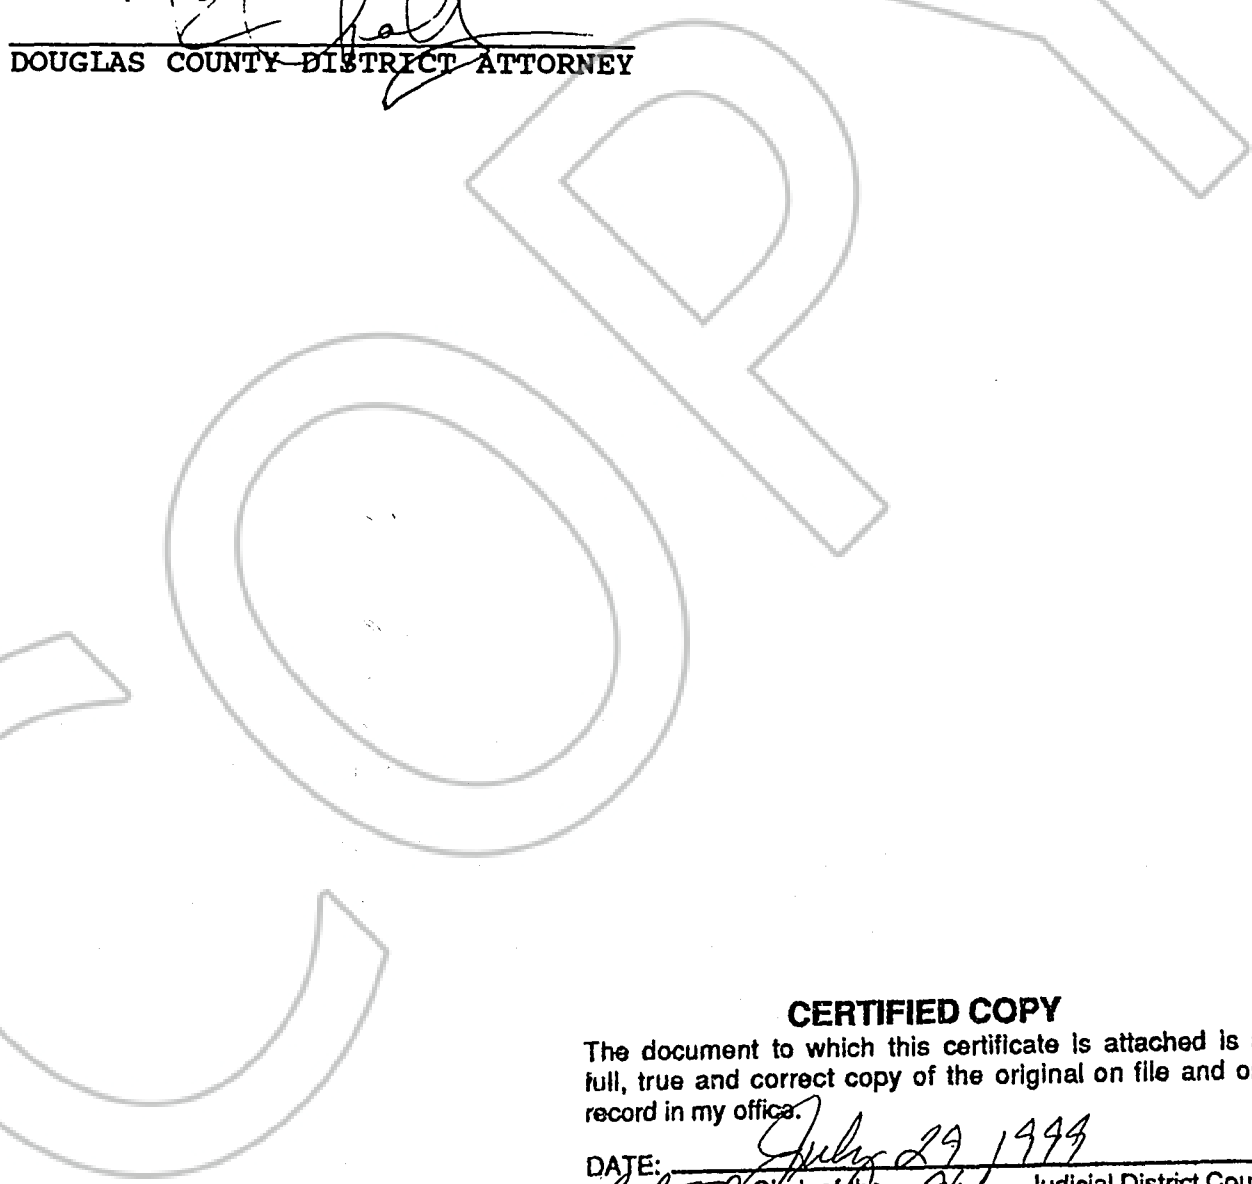 DOUGLAS COUNTY DISTRICT ATTORNEY
COPY
CERTIFIED COPY
The document to which this certificate is attached is
full, true and correct copy of the original on file and o
record in my office.
DATE: July 29 1999
Judicial District Cou